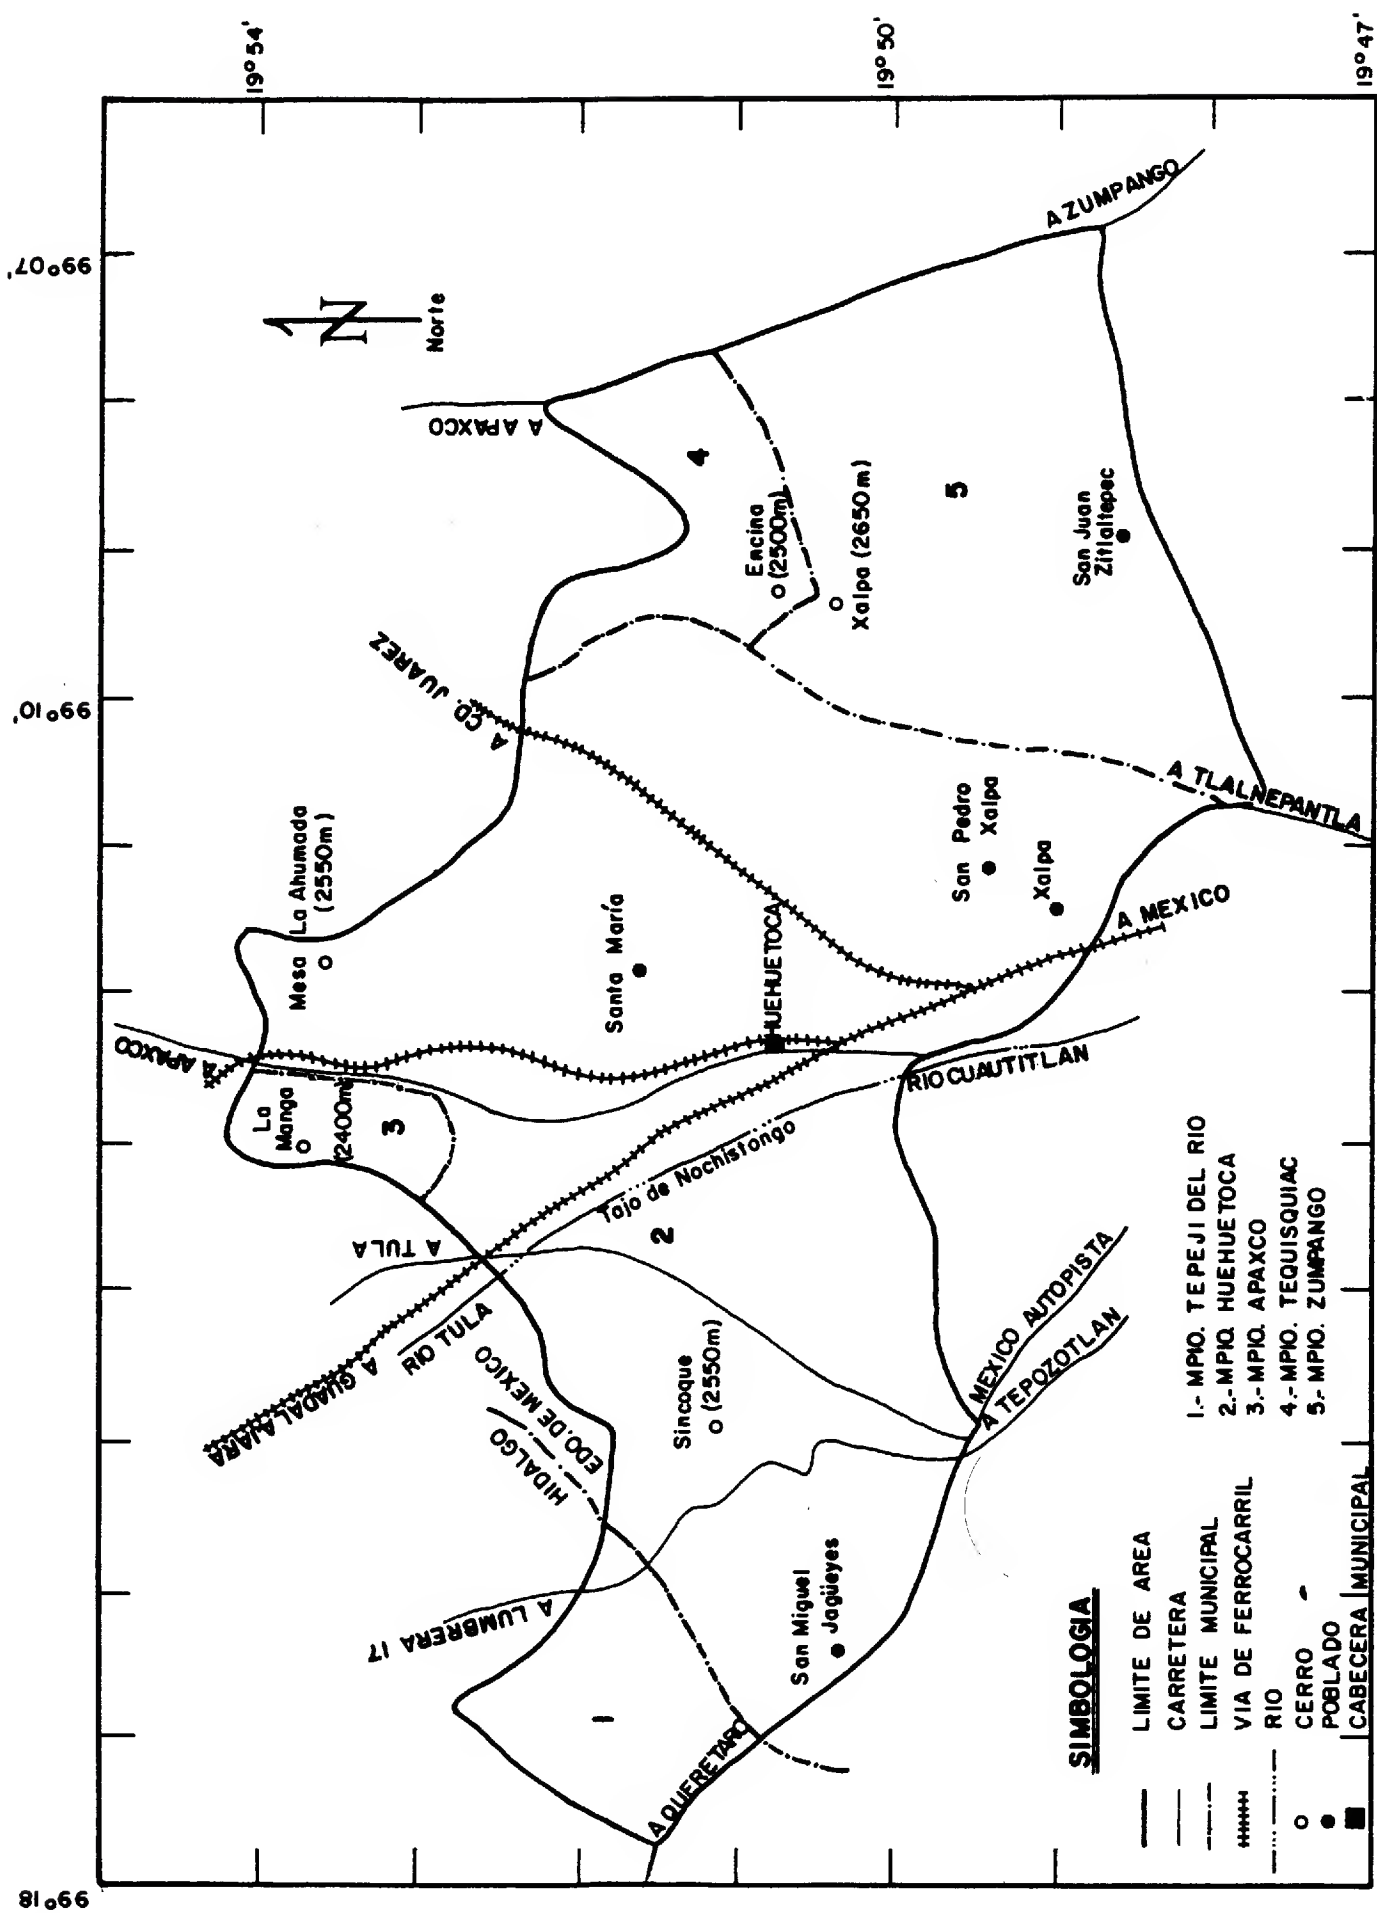 99°18'
99°10'
99°07'
19°54'
19°50'
19°47'
N
Norte
A APAXCO
A CD. JUAREZ
A APAXCO
A TULA
A GUADALAJARA
RIO TULA
EDO. DE MEXICO
HIDALGO
A LUMBRERA 17
A QUERETARO
Mesa La Ahumada
(2550m)
La
Manga
(2400m)
3
4
Encina
(2500m)
Xalpa (2650m)
5
Santa María
HUEHUETOCA
Tajo de Nochistongo
2
Sincoque
(2550m)
1
San Miguel
Jagüeyes
San Pedro
Xalpa
Xalpa
San Juan
Zitlaltepec
A ZUMPANGO
A TLALNEPANTLA
A MEXICO
RIO CUAUTITLAN
MEXICO AUTOPISTA
A TEPOZOTLAN
SIMBOLOGIA
LIMITE DE AREA
CARRETERA
LIMITE MUNICIPAL
VIA DE FERROCARRIL
RIO
CERRO
POBLADO
CABECERA MUNICIPAL
1.- MPIO. TEPEJI DEL RIO
2.- MPIO. HUEHUETOCA
3.- MPIO. APAXCO
4.- MPIO. TEQUISQUIAC
5.- MPIO. ZUMPANGO